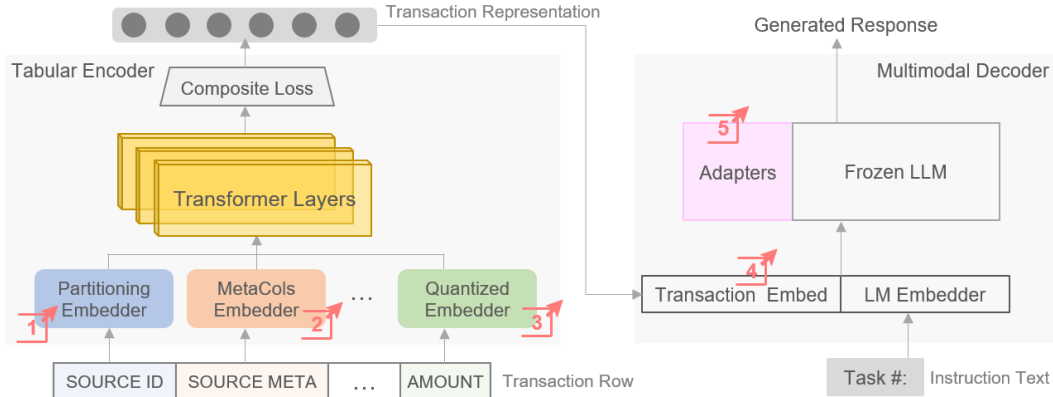 Transaction Representation
Generated Response
Tabular Encoder
Multimodal Decoder
Composite Loss
5
Transformer Layers
Adapters
Frozen LLM
4
Partitioning
Embedder
MetaCols
Embedder
...
Quantized
Embedder
1
2
3
Transaction Embed
LM Embedder
SOURCE ID
SOURCE META
...
AMOUNT
Transaction Row
Task #:
Instruction Text